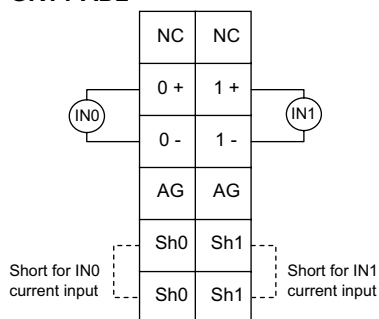 NC NC
0 + 1 +
IN0 IN1
0 - 1 -
AG AG
Sh0 Sh1
Short for IN0
current input
Short for IN1
current input
Sh0 Sh1